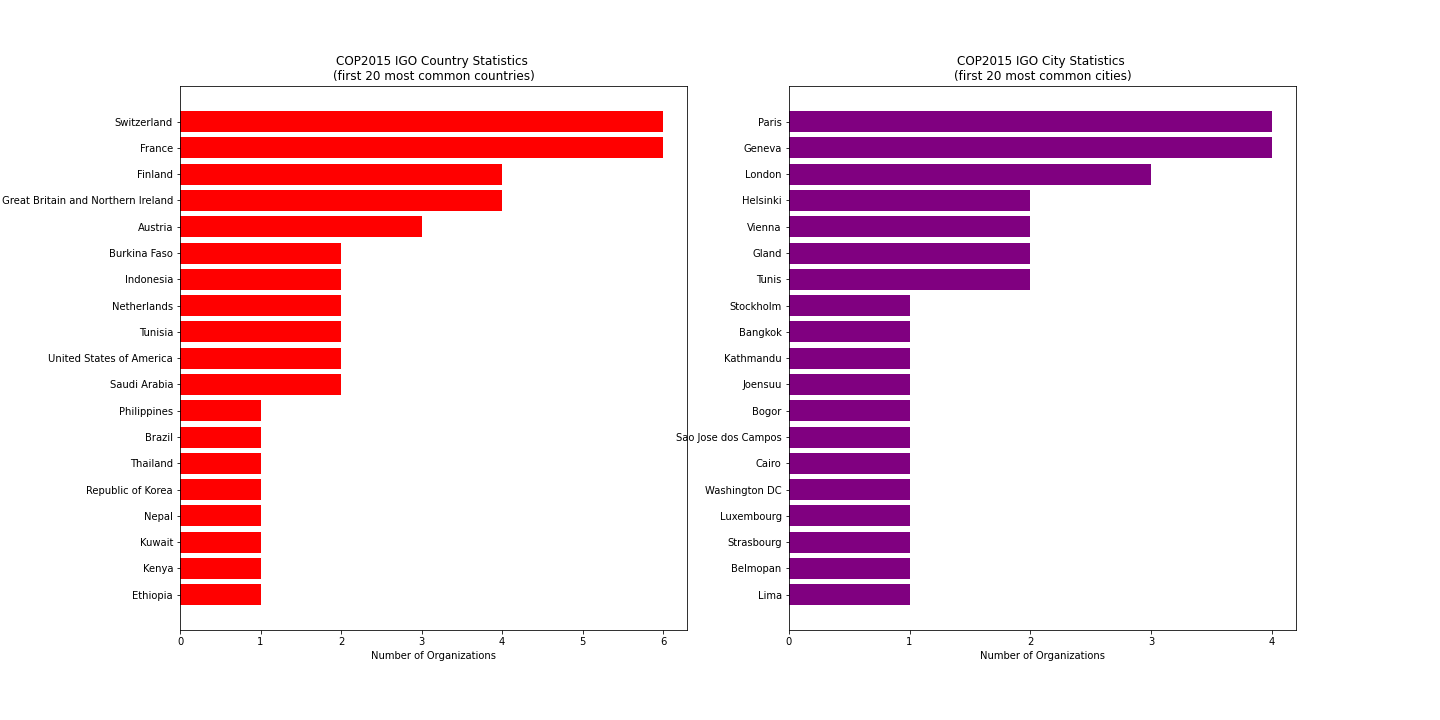 COP2015 IGO Country Statistics
(first 20 most common countries)
Switzerland
France
Finland
Great Britain and Northern Ireland
Austria
Burkina Faso
Indonesia
Netherlands
Tunisia
United States of America
Saudi Arabia
Philippines
Brazil
Thailand
Republic of Korea
Nepal
Kuwait
Kenya
Ethiopia
0 1 2 3 4 5 6
Number of Organizations
COP2015 IGO City Statistics
(first 20 most common cities)
Paris
Geneva
London
Helsinki
Vienna
Gland
Tunis
Stockholm
Bangkok
Kathmandu
Joensuu
Bogor
Sao Jose dos Campos
Cairo
Washington DC
Luxembourg
Strasbourg
Belmopan
Lima
0 1 2 3 4
Number of Organizations